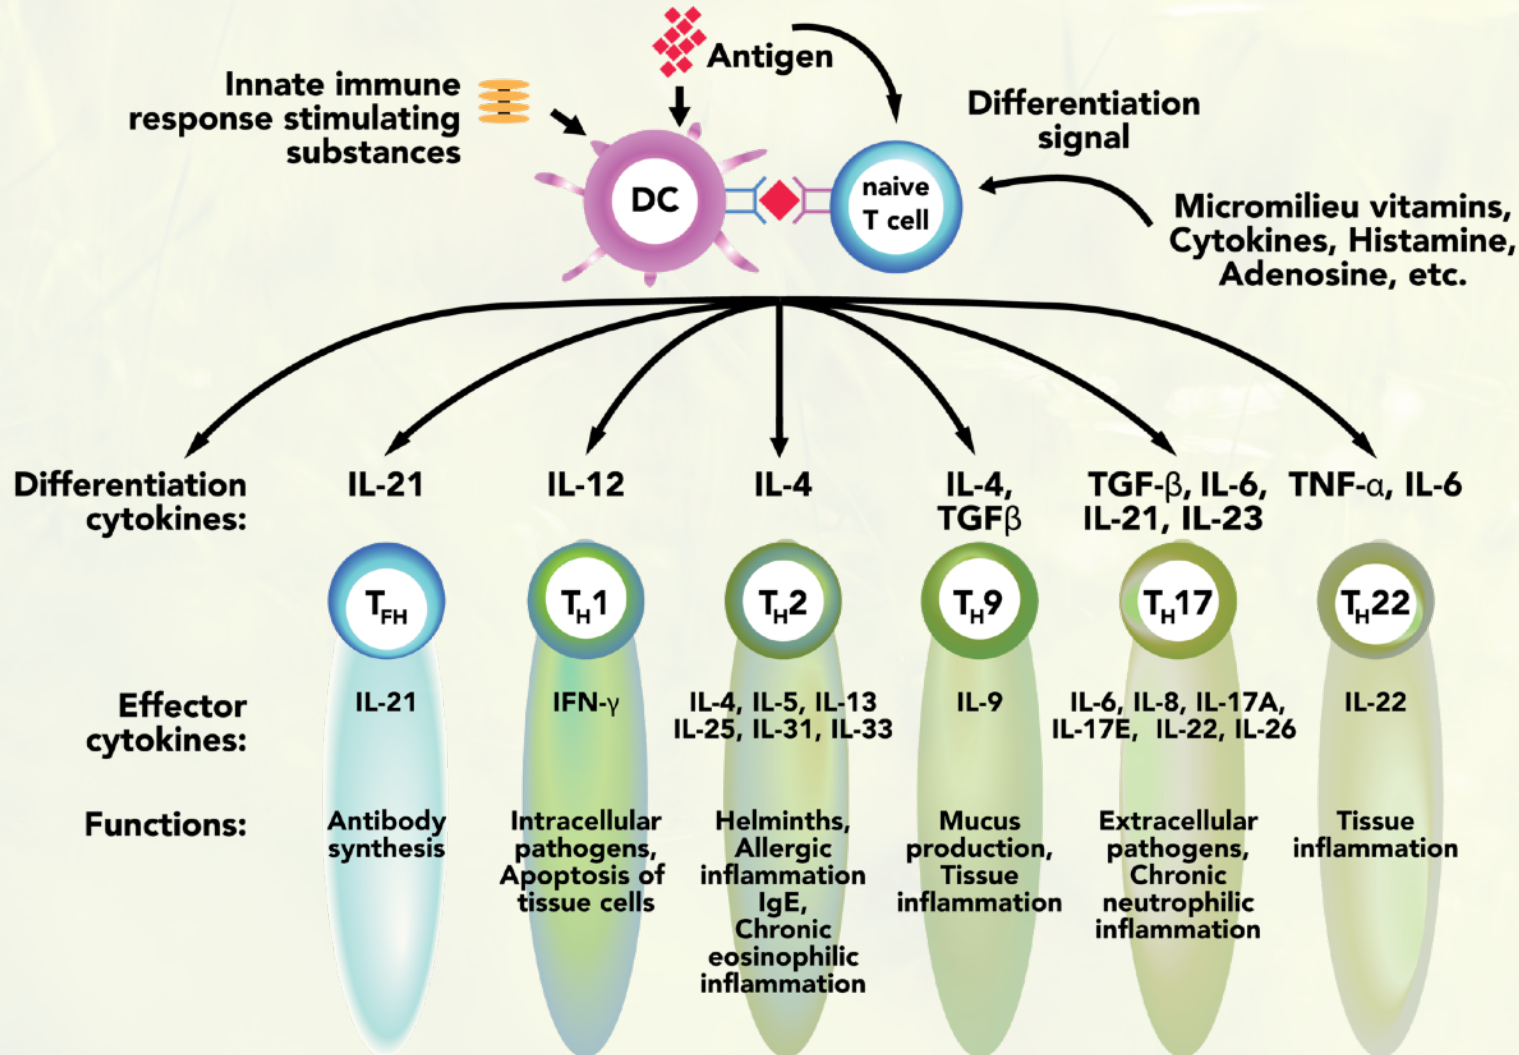 Antigen
Innate immune
response stimulating
substances
Differentiation
signal
DC
naive
T cell
Micromilieu vitamins,
Cytokines, Histamine,
Adenosine, etc.
Differentiation
cytokines:
IL-21
IL-12
IL-4
IL-4,
TGFβ
TGF-β, IL-6,
IL-21, IL-23
TNF-α, IL-6
TFH
TH1
TH2
TH9
TH17
TH22
Effector
cytokines:
IL-21
IFN-γ
IL-4, IL-5, IL-13
IL-25, IL-31, IL-33
IL-9
IL-6, IL-8, IL-17A,
IL-17E, IL-22, IL-26
IL-22
Functions:
Antibody
synthesis
Intracellular
pathogens,
Apoptosis of
tissue cells
Helminths,
Allergic
inflammation
IgE,
Chronic
eosinophilic
inflammation
Mucus
production,
Tissue
inflammation
Extracellular
pathogens,
Chronic
neutrophilic
inflammation
Tissue
inflammation